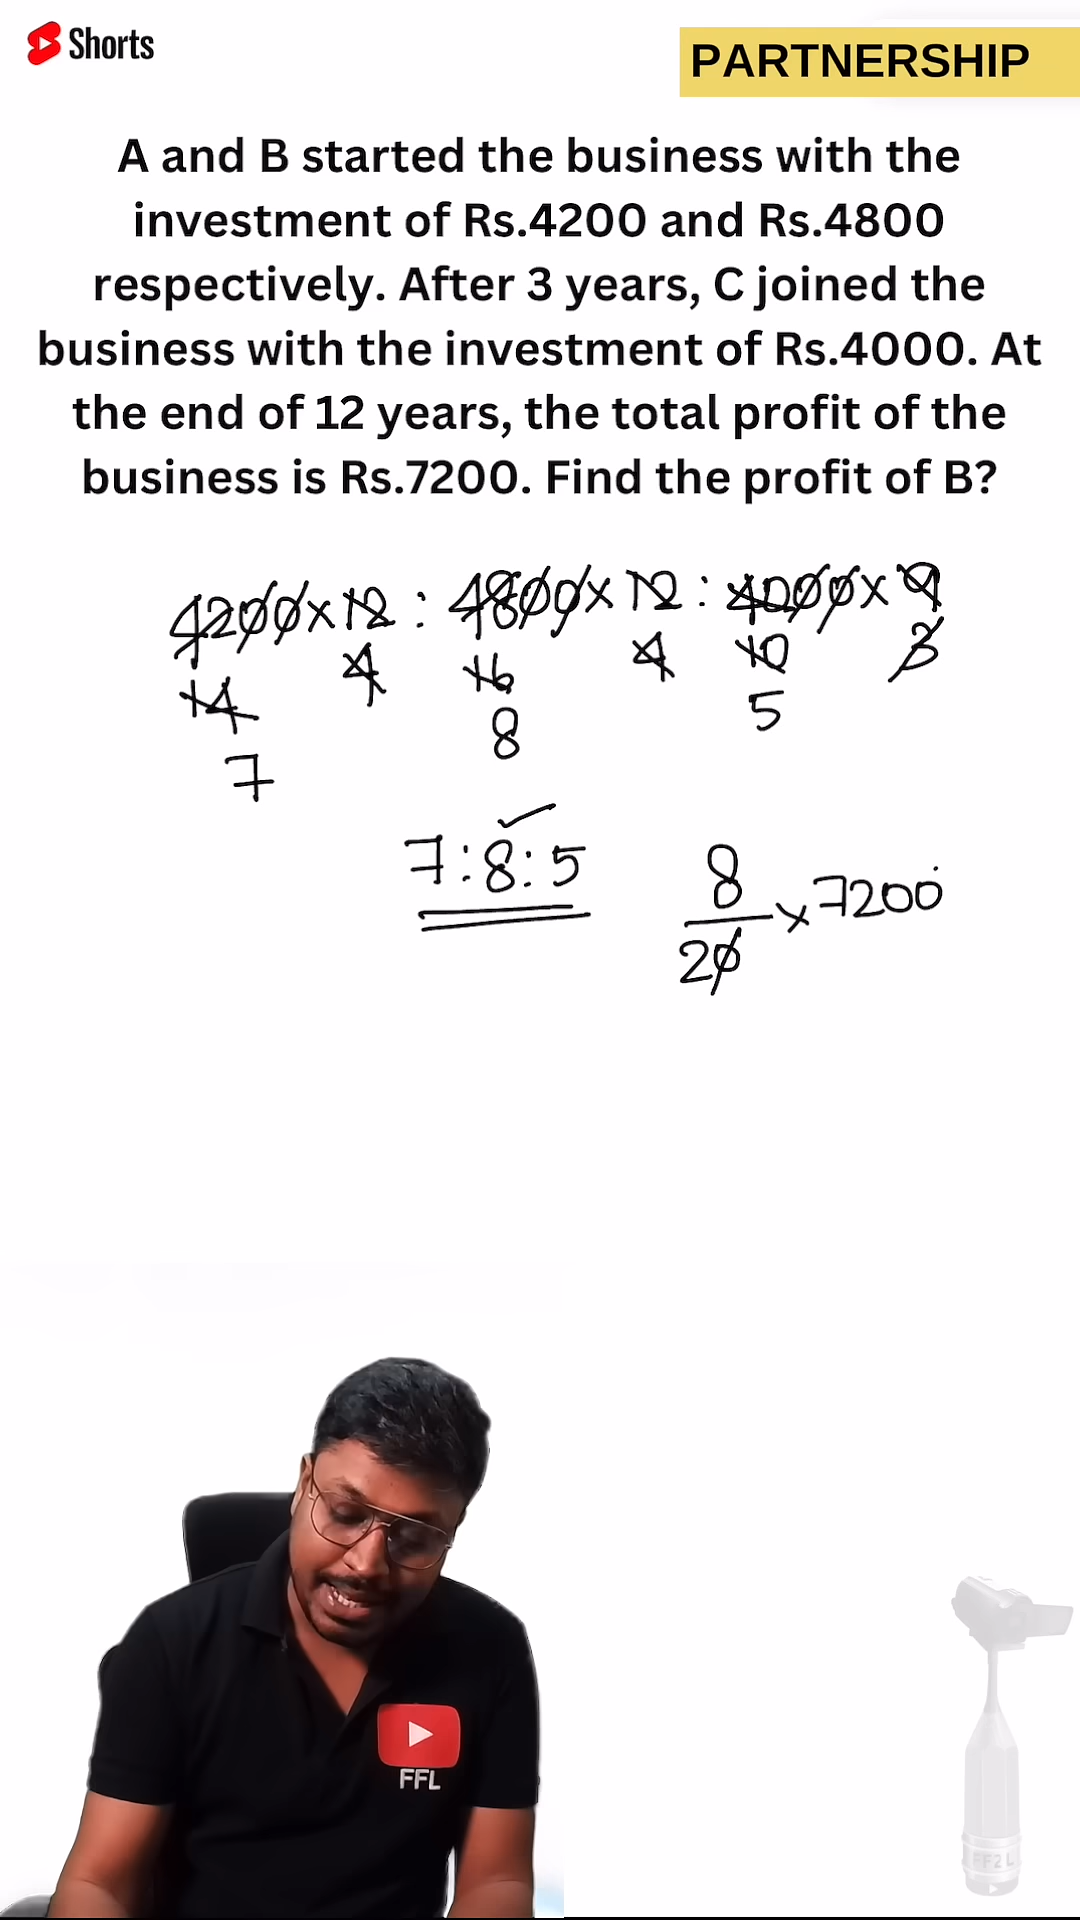 Shorts
PARTNERSHIP
A and B started the business with the
investment of Rs.4200 and Rs.4800
respectively. After 3 years, C joined the
business with the investment of Rs.4000. At
the end of 12 years, the total profit of the
business is Rs.7200. Find the profit of B?
4200 x 12 : 4800 x 12 : 4000 x 9
4 4 10 3
14 16 5
7 8
7:8:5
8
20
x 7200
FFL
FF2L